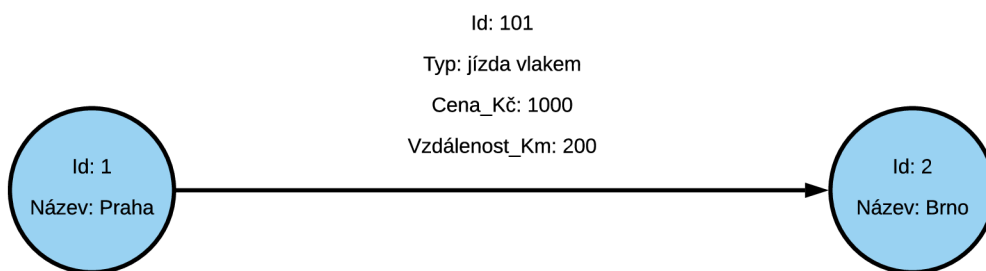 Id: 101
Typ: jízda vlakem
Cena_Kč: 1000
Vzdálenost_Km: 200
Id: 1
Název: Praha
Id: 2
Název: Brno